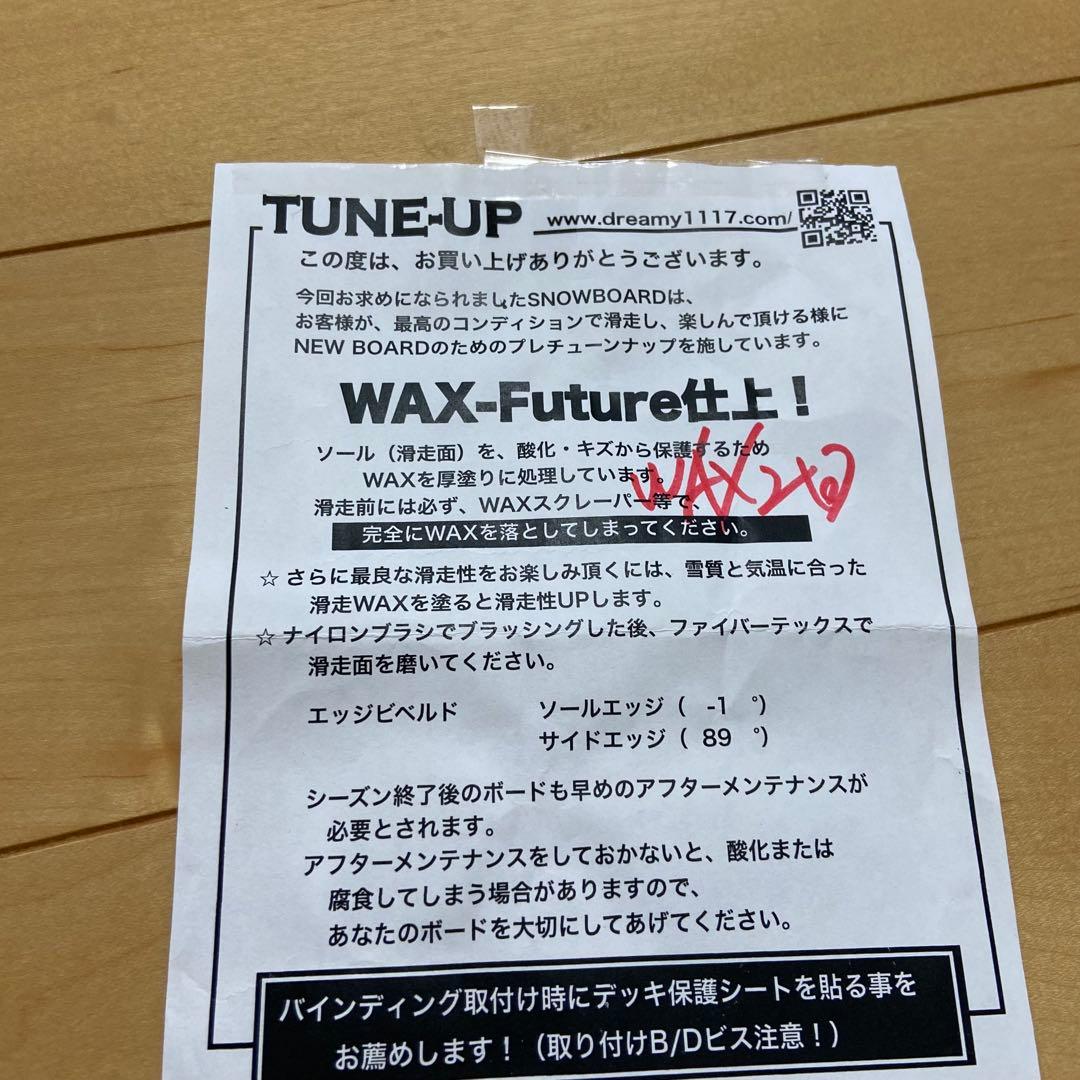 TUNE-UP www.dreamy1117.com/
この度は、お買い上げありがとうございます。
今回お求めになられましたSNOWBOARDは、
お客様が、最高のコンディションで滑走し、楽しんで頂ける様に
NEW BOARDのためのプレチューンナップを施しています。
WAX-Future仕上！
ソール（滑走面）を、酸化・キズから保護するため
WAXを厚塗りに処理しています。
WAX2回
滑走前には必ず、WAXスクレーパー等で、
完全にWAXを落としてしまってください。
☆ さらに最良な滑走性をお楽しみ頂くには、雪質と気温に合った
滑走WAXを塗ると滑走性UPします。
☆ ナイロンブラシでブラッシングした後、ファイバーテックスで
滑走面を磨いてください。
エッジビベルド ソールエッジ（ -1 °）
サイドエッジ（ 89 °）
シーズン終了後のボードも早めのアフターメンテナンスが
必要とされます。
アフターメンテナンスをしておかないと、酸化または
腐食してしまう場合がありますので、
あなたのボードを大切にしてあげてください。
バインディング取付け時にデッキ保護シートを貼る事を
お薦めします！（取り付けB/Dビス注意！）